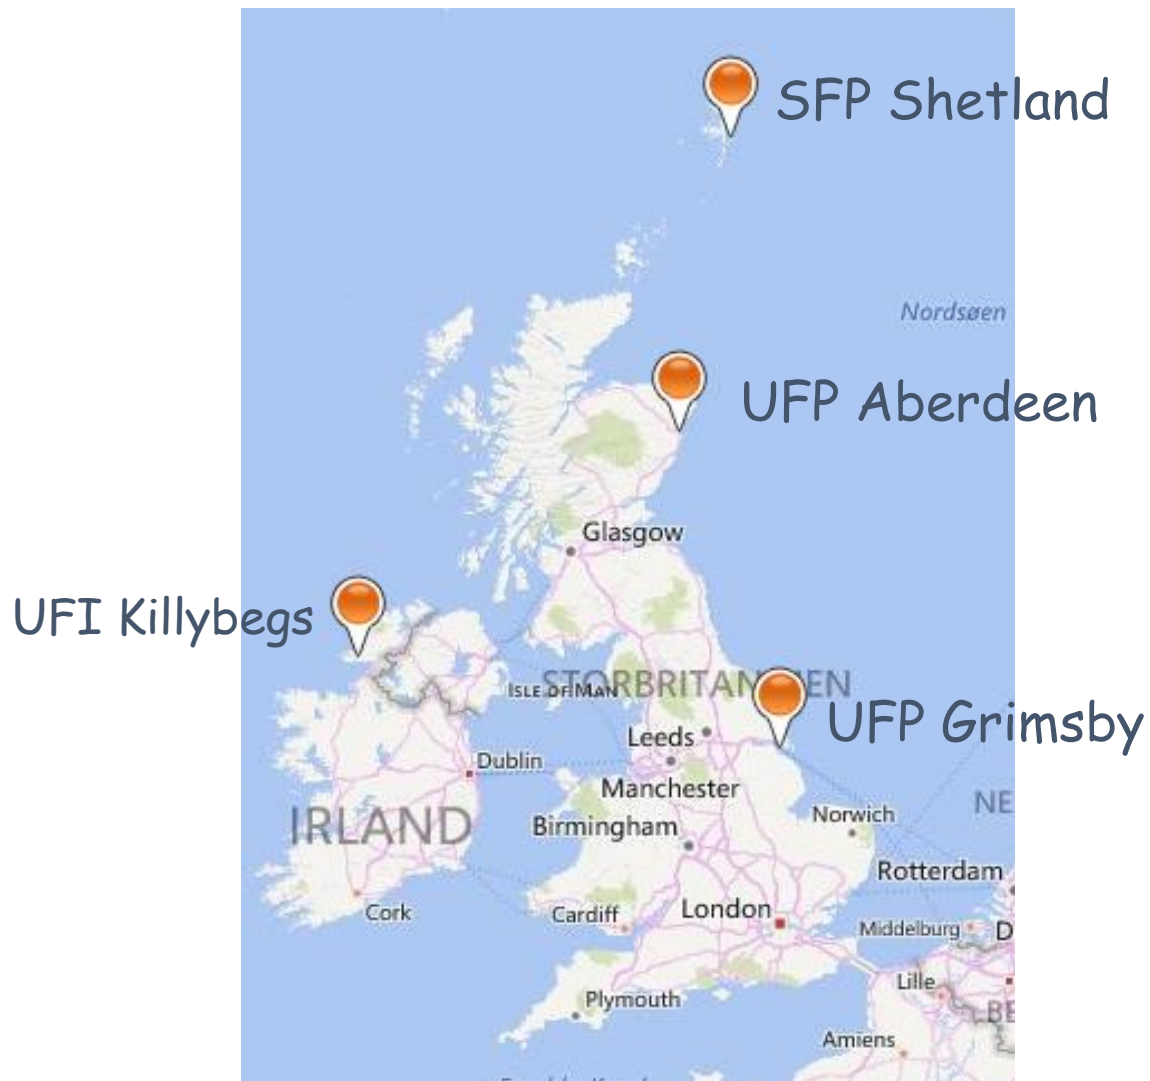 SFP Shetland
Nordsøen
UFP Aberdeen
Glasgow
UFI Killybegs
ISLE OF MAN
UFP Grimsby
Leeds
Dublin
Manchester
IRLAND
NE
Norwich
Birmingham
Rotterdam
Cork
Cardiff
London
Middelburg
D
Lille
Plymouth
BE
Amiens